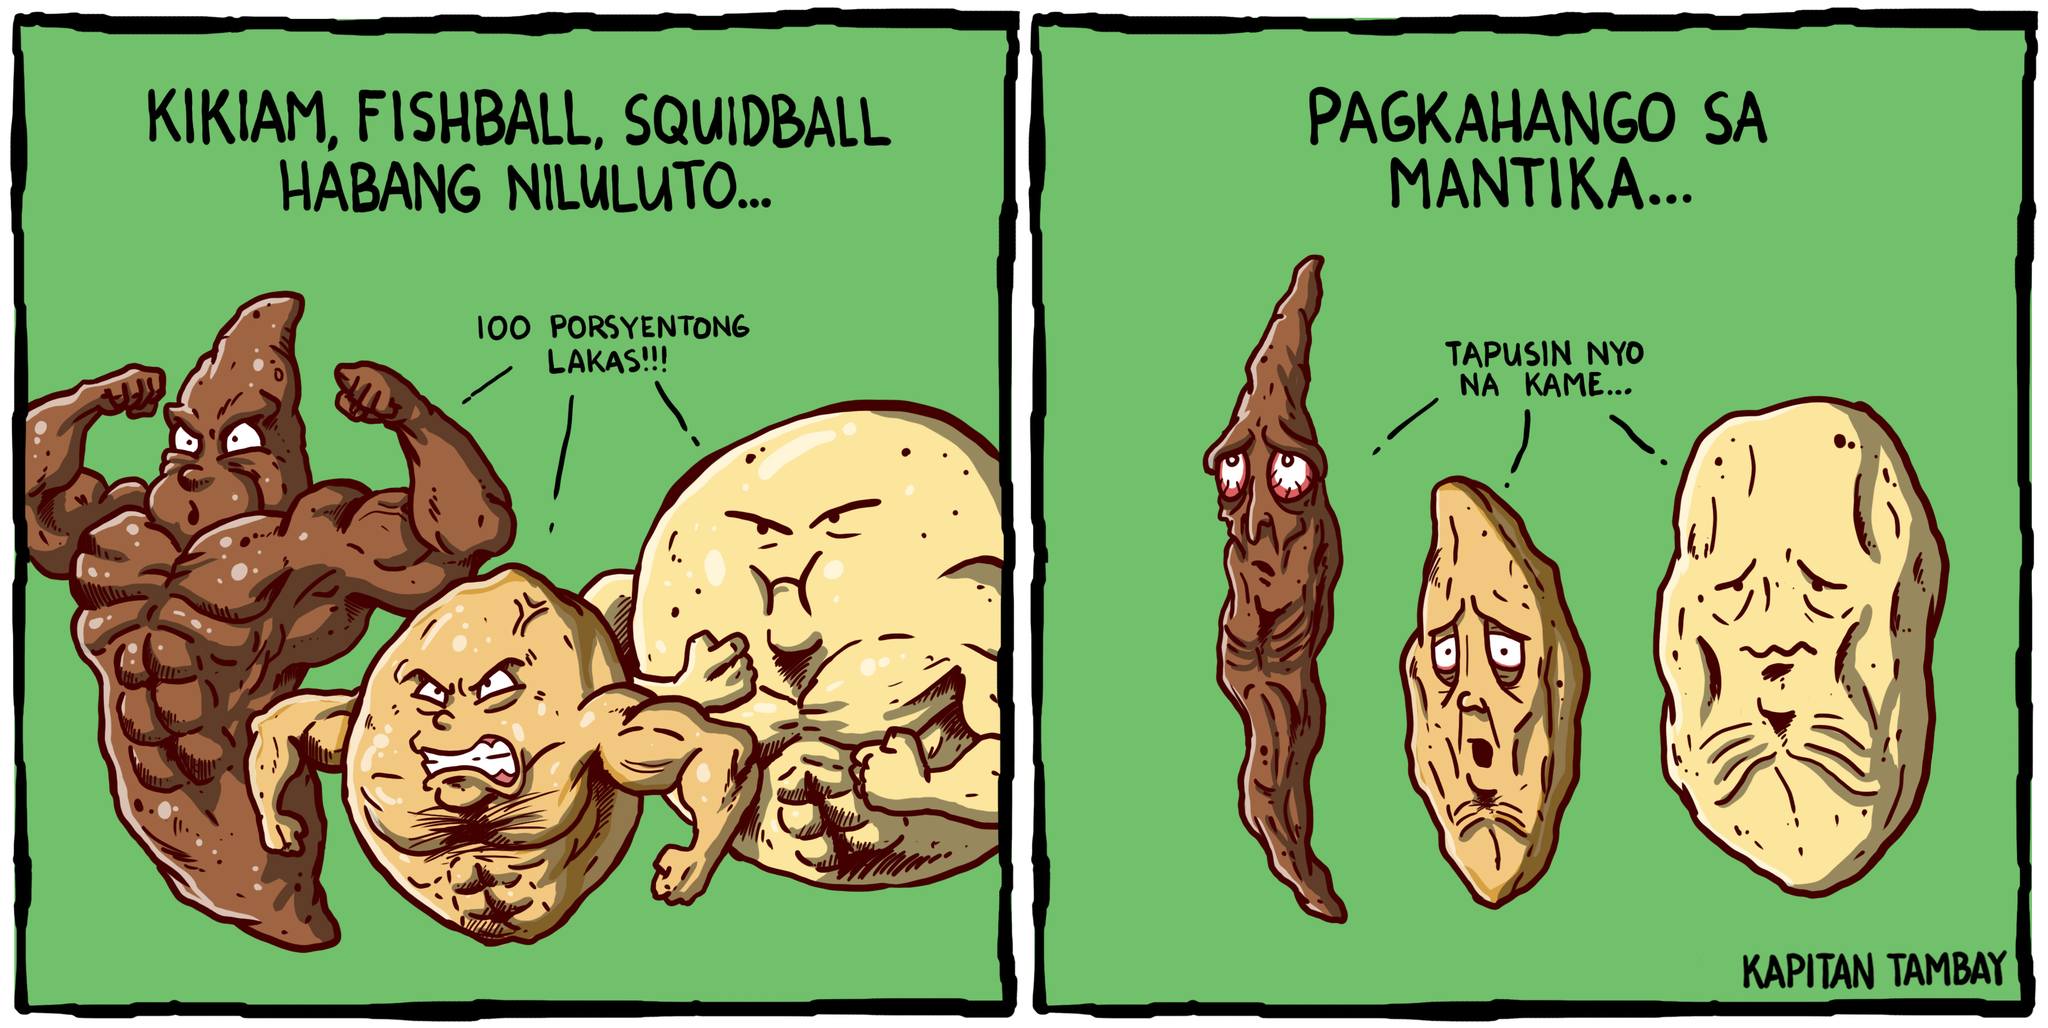 KIKIAM, FISHBALL, SQUIDBALL
HABANG NILULUTO...
100 PORSYENTONG
LAKAS!!!
PAGKAHANGO SA
MANTIKA...
TAPUSIN NYO
NA KAME...
KAPITAN TAMBAY